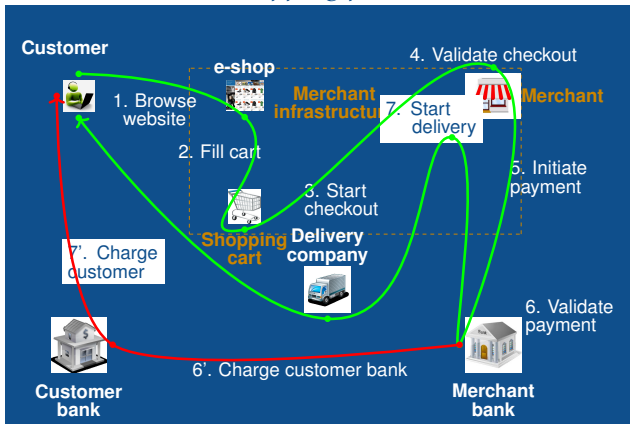 Customer
4. Validate checkout
e-shop
1. Browse
website
Merchant
infrastructur
Merchant
7. Start
delivery
2. Fill cart
5. Initiate
payment
3. Start
checkout
Shopping
cart
Delivery
company
7'. Charge
customer
6. Validate
payment
6'. Charge customer bank
Customer
bank
Merchant
bank